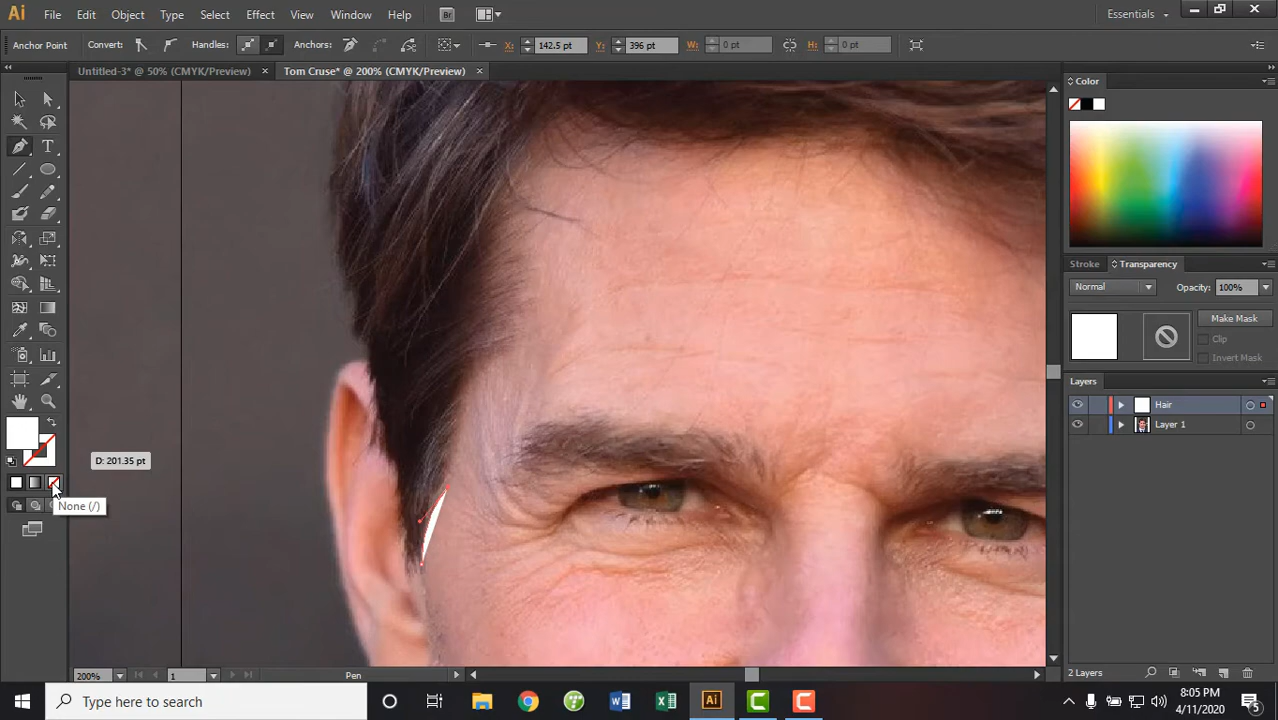 Ai File Edit Object Type Select Effect View Window Help Br Essentials
Anchor Point Convert: Handles: Anchors: X: 142.5 pt Y: 396 pt W: 0 pt H: 0 pt
Untitled-3* @ 50% (CMYK/Preview) × Tom Cruse* @ 200% (CMYK/Preview) ×
Color
Stroke Transparency
Normal Opacity: 100%
Make Mask
Clip
Invert Mask
Layers
Hair
Layer 1
D: 201.35 pt
None (/)
200% 1 Pen 2 Layers
Type here to search
8:05 PM
4/11/2020
5